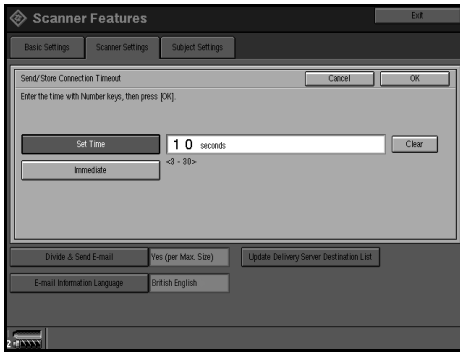 Scanner Features
Exit
Basic Settings
Scanner Settings
Subject Settings
Send/Store Connection Timeout
Cancel
OK
Enter the time with Number keys, then press [OK].
Set Time
10 seconds
Clear
<3 - 30>
Immediate
Divide & Send E-mail
Yes (per Max. Size)
Update Delivery Server Destination List
E-mail Information Language
British English
2